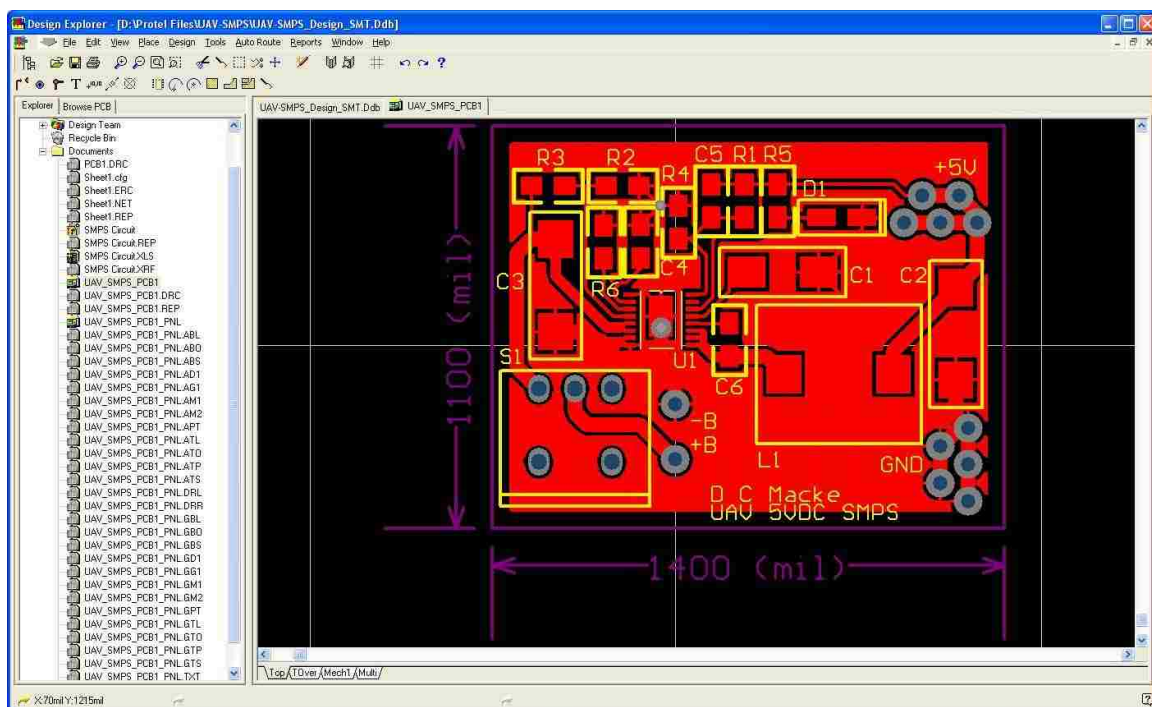 Design Explorer - [D:\Protel Files\UAV-SMPS\UAV-SMPS_Design_SMT.Ddb]
File Edit View Place Design Tools Auto Route Reports Window Help
Explorer Browse PCB
UAV-SMPS_Design_SMT.Ddb UAV_SMPS_PCB1
Design Team
Recycle Bin
Documents
PCB1.DRC
Sheet1.cfg
Sheet1.ERC
Sheet1.NET
Sheet1.REP
SMPS Circuit
SMPS Circuit.REP
SMPS Circuit.XLS
SMPS Circuit.XRF
UAV_SMPS_PCB1
UAV_SMPS_PCB1.DRC
UAV_SMPS_PCB1.REP
UAV_SMPS_PCB1_PNL
UAV_SMPS_PCB1_PNL.ABL
UAV_SMPS_PCB1_PNL.ABO
UAV_SMPS_PCB1_PNL.ABS
UAV_SMPS_PCB1_PNL.AD1
UAV_SMPS_PCB1_PNL.AG1
UAV_SMPS_PCB1_PNL.AM1
UAV_SMPS_PCB1_PNL.AM2
UAV_SMPS_PCB1_PNL.APT
UAV_SMPS_PCB1_PNL.ATL
UAV_SMPS_PCB1_PNL.ATO
UAV_SMPS_PCB1_PNL.ATP
UAV_SMPS_PCB1_PNL.ATS
UAV_SMPS_PCB1_PNL.DRL
UAV_SMPS_PCB1_PNL.DRR
UAV_SMPS_PCB1_PNL.GBL
UAV_SMPS_PCB1_PNL.GBO
UAV_SMPS_PCB1_PNL.GBS
UAV_SMPS_PCB1_PNL.GD1
UAV_SMPS_PCB1_PNL.GG1
UAV_SMPS_PCB1_PNL.GM1
UAV_SMPS_PCB1_PNL.GM2
UAV_SMPS_PCB1_PNL.GPT
UAV_SMPS_PCB1_PNL.GTL
UAV_SMPS_PCB1_PNL.GTO
UAV_SMPS_PCB1_PNL.GTP
UAV_SMPS_PCB1_PNL.GTS
UAV_SMPS_PCB1_PNL.TXT
1100 (mil)
R3 R2 R4 C5 R1 R5 +5V
D1
C3 R6 C4 C1 C2
S1 U1 C6
-B
+B L1 GND
D C Macke
UAV 5VDC SMPS
1400 (mil)
Top TOver Mech1 Multi
X:70mil Y:1215mil